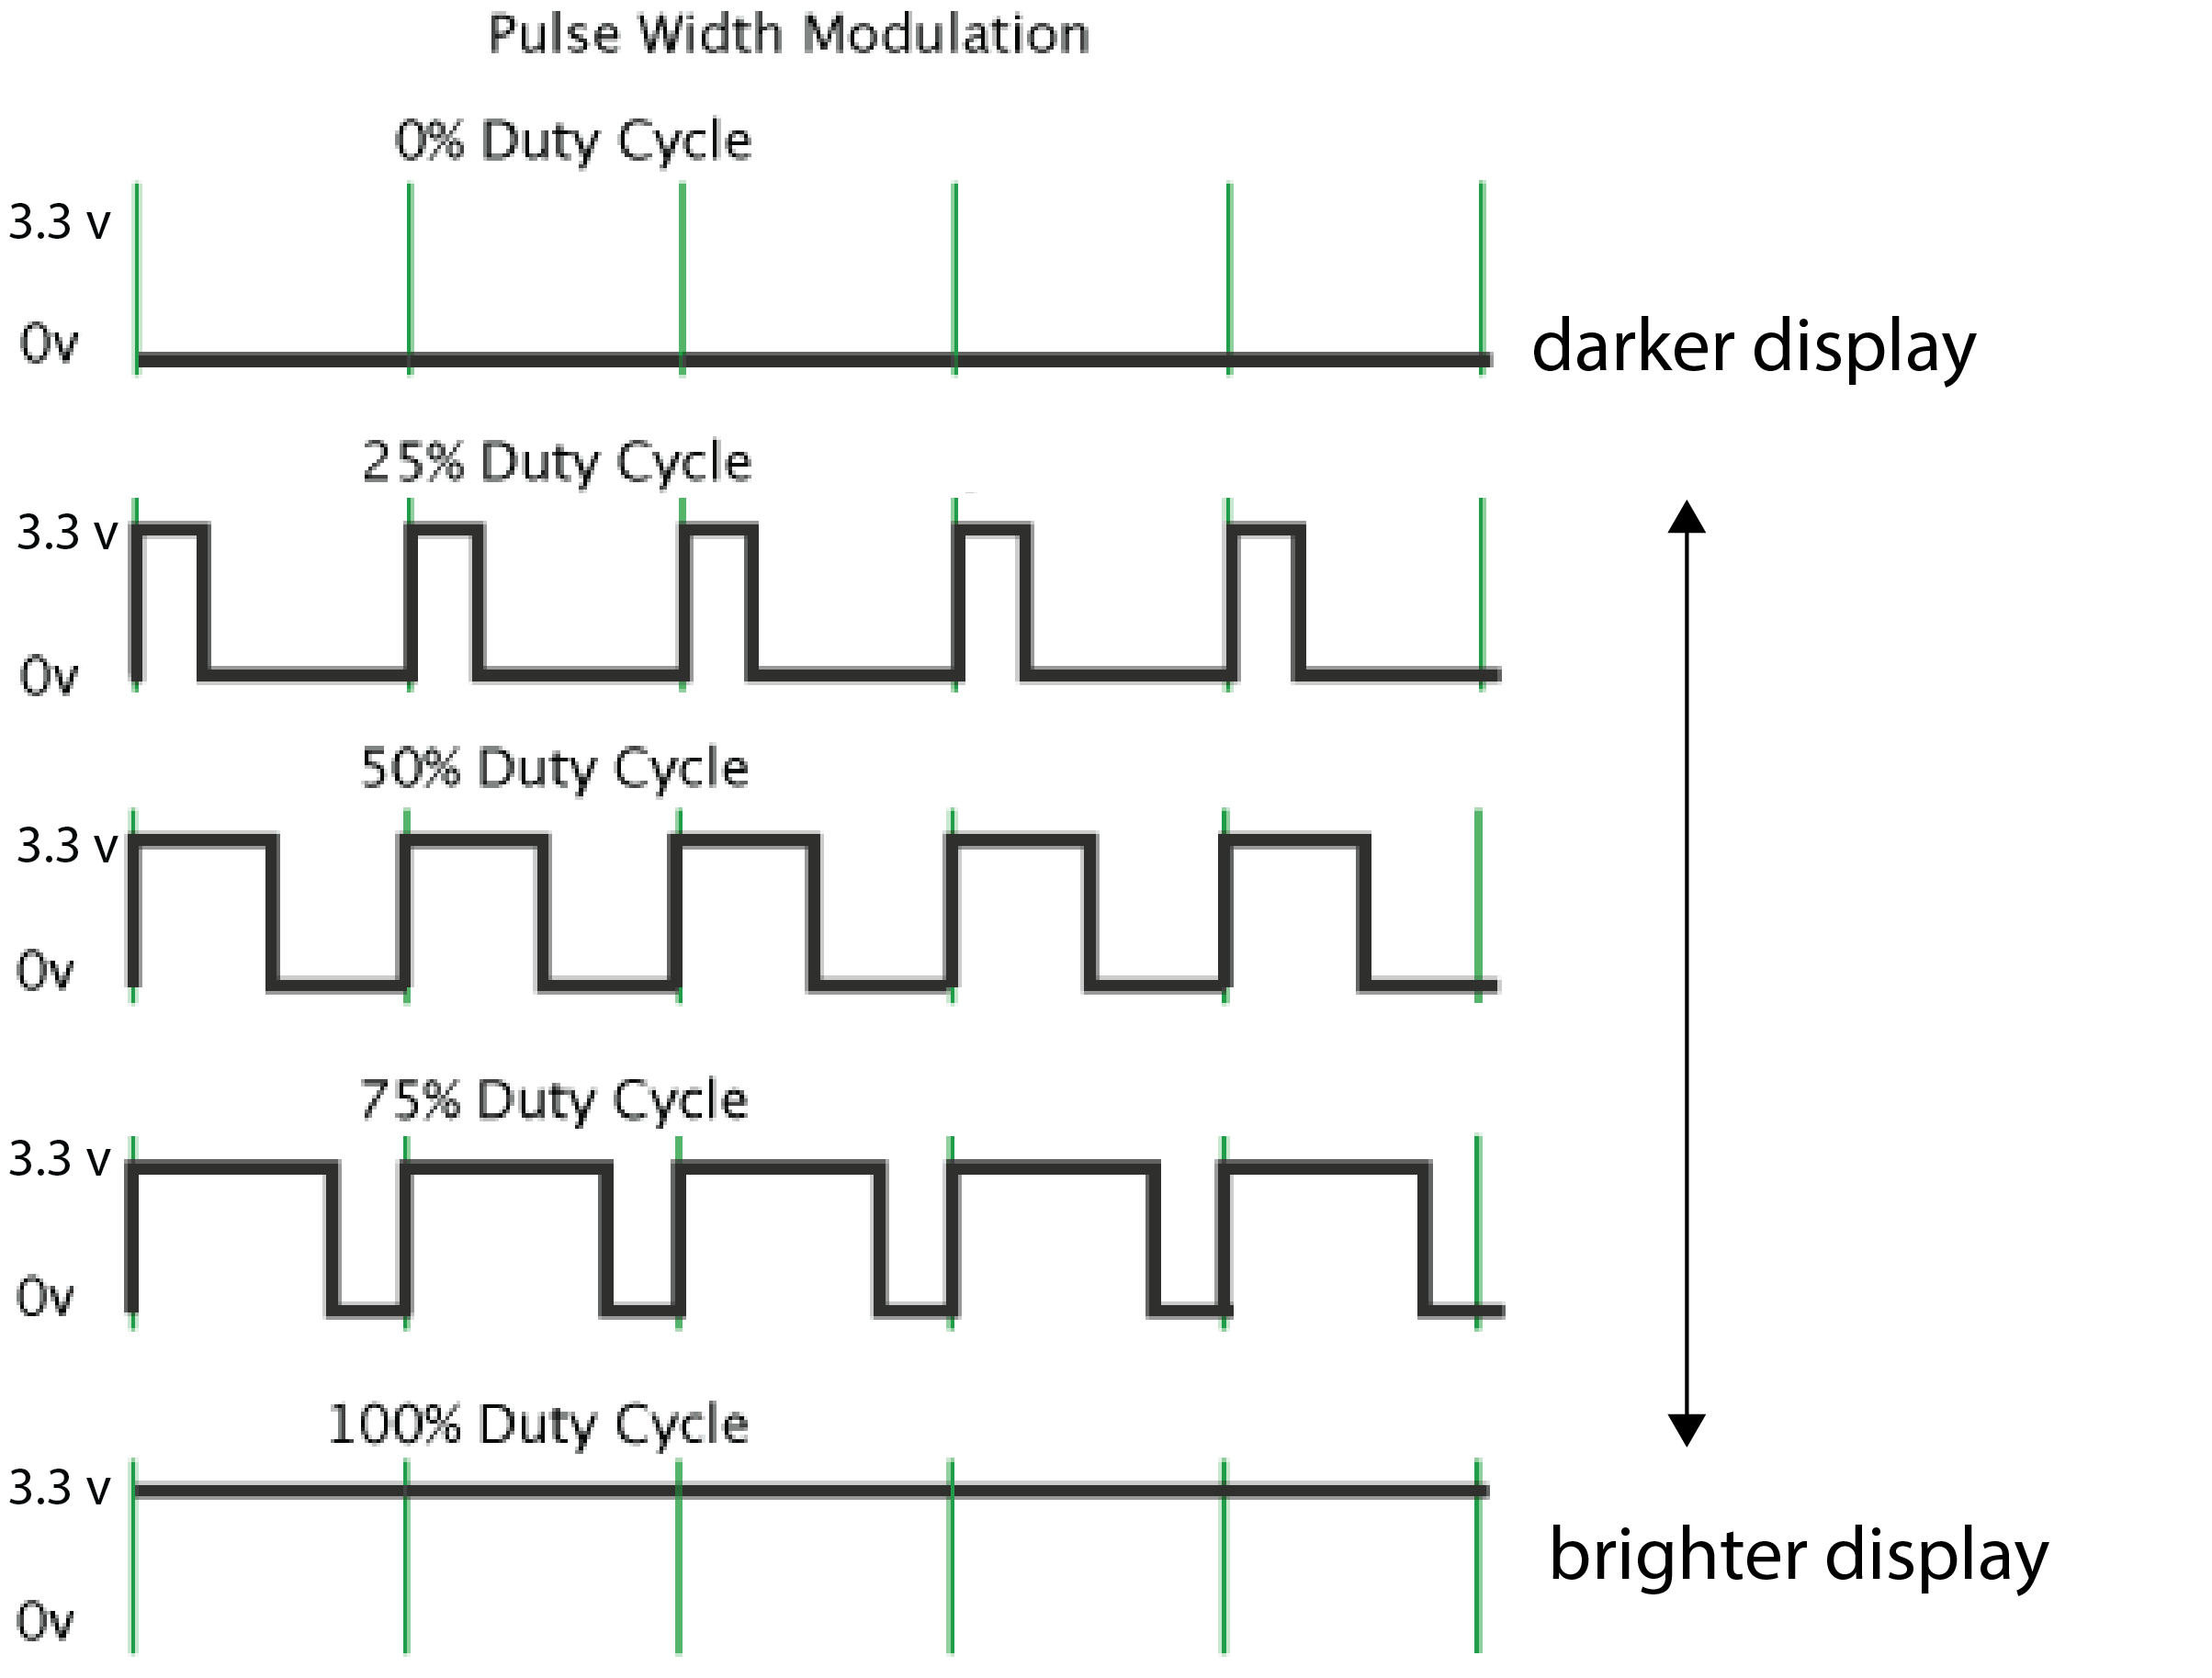 Pulse Width Modulation
0% Duty Cycle
3.3 v
0v
darker display
25% Duty Cycle
3.3 v
0v
50% Duty Cycle
3.3 v
0v
75% Duty Cycle
3.3 v
0v
100% Duty Cycle
3.3 v
brighter display
0v